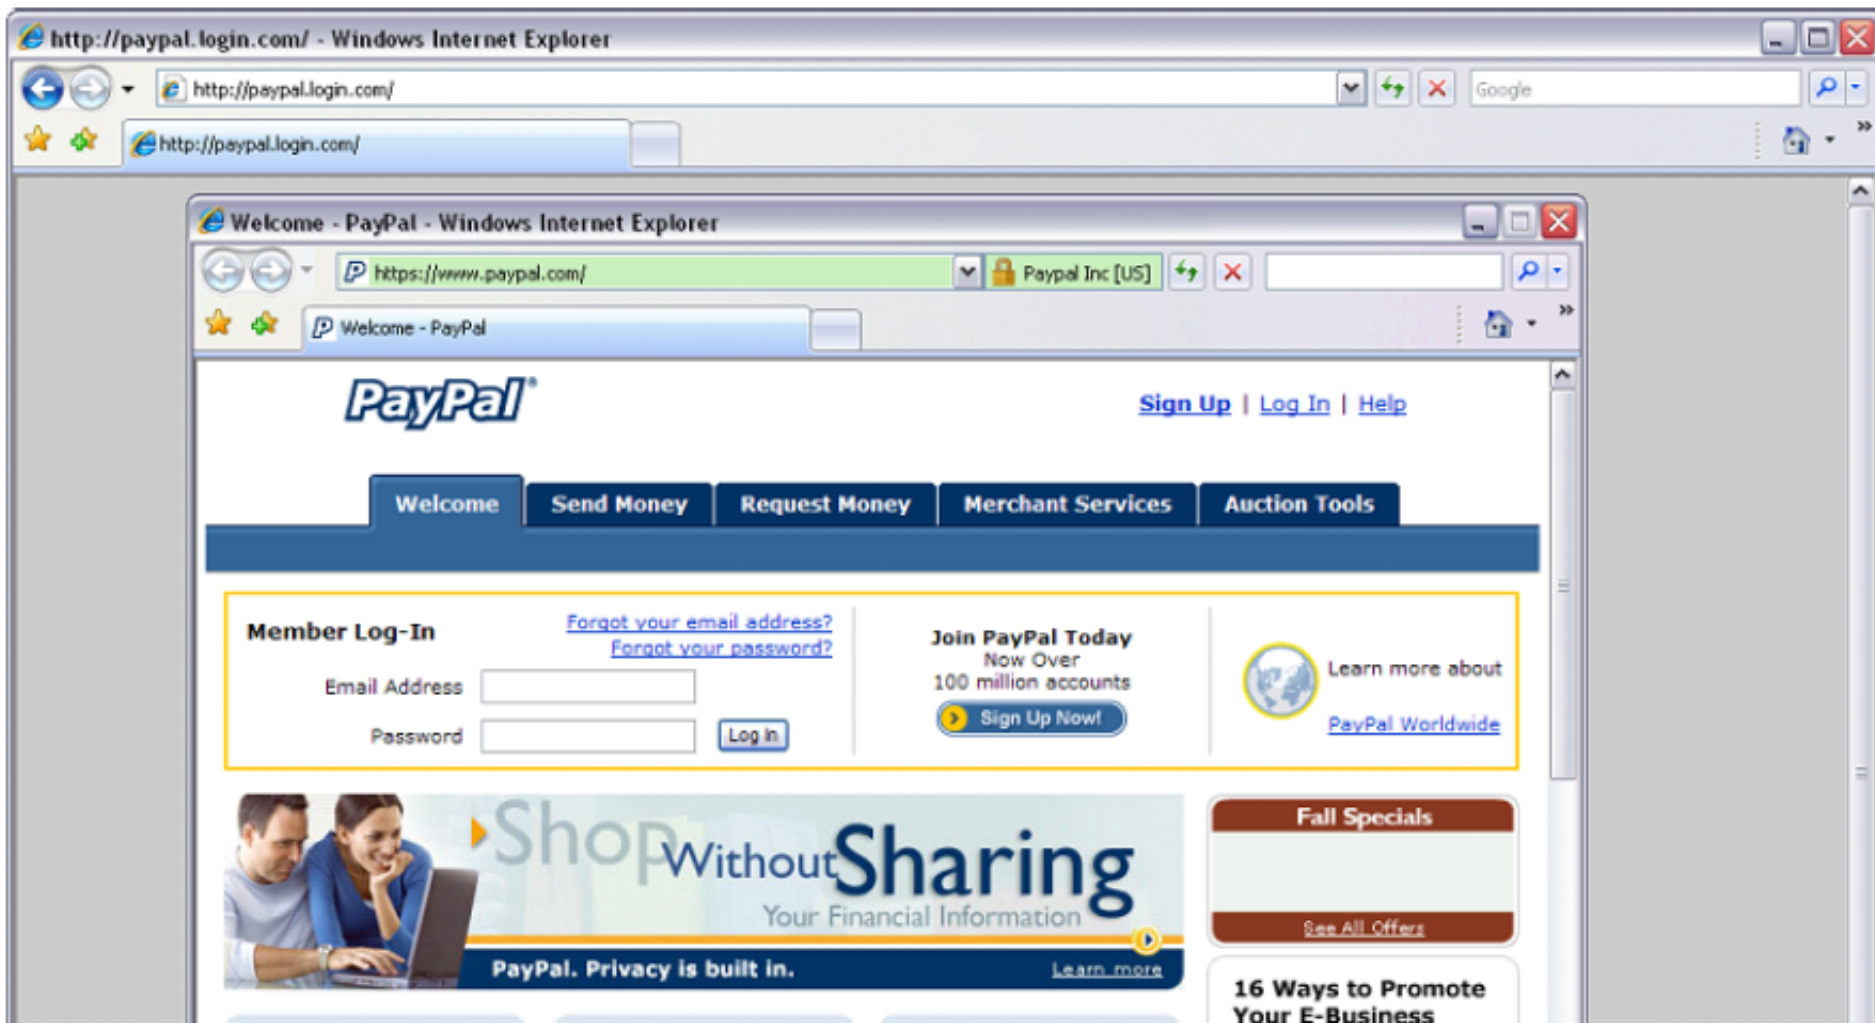 http://paypal.login.com/ - Windows Internet Explorer
http://paypal.login.com/
Google
http://paypal.login.com/
Welcome - PayPal - Windows Internet Explorer
https://www.paypal.com/
Paypal Inc [US]
Welcome - PayPal
PayPal®
Sign Up | Log In | Help
Welcome
Send Money
Request Money
Merchant Services
Auction Tools
Member Log-In
Forgot your email address?
Forgot your password?
Email Address
Password
Log In
Join PayPal Today
Now Over
100 million accounts
Sign Up Now!
Learn more about
PayPal Worldwide
Shop Without Sharing
Your Financial Information
PayPal. Privacy is built in.
Learn more
Fall Specials
See All Offers
16 Ways to Promote
Your E-Business